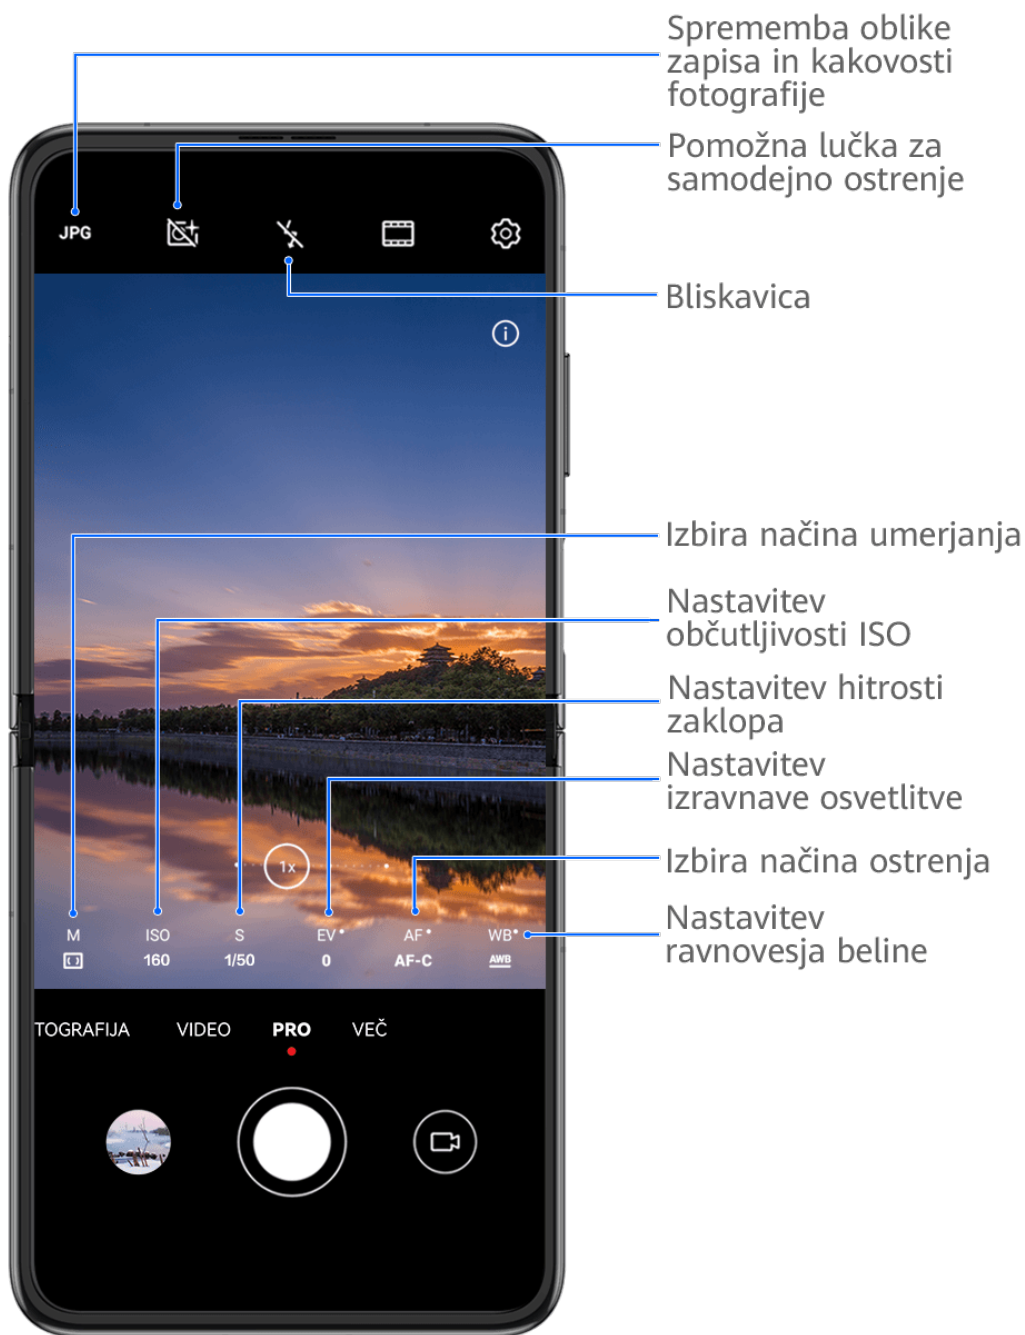 Sprememba oblike
zapisa in kakovosti
fotografije
Pomožna lučka za
samodejno ostrenje
JPG
Bliskavica
Izbira načina umerjanja
Nastavitev
občutljivosti ISO
Nastavitev hitrosti
zaklopa
Nastavitev
izravnave osvetlitve
Izbira načina ostrenja
Nastavitev
ravnovesja beline
1x
M ISO S EV AF WB
160 1/50 0 AF-C AWB
TOGRAFIJA VIDEO PRO VEČ